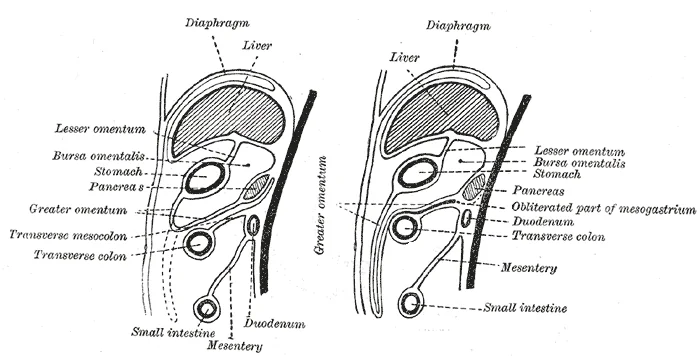 Diaphragm
Liver
Lesser omentum
Bursa omentalis
Stomach
Pancreas
Greater omentum
Transverse mesocolon
Transverse colon
Small intestine
Mesentery
Duodenum
Greater omentum
Diaphragm
Liver
Lesser omentum
Bursa omentalis
Stomach
Pancreas
Obliterated part of mesogastrium
Duodenum
Transverse colon
Mesentery
Small intestine